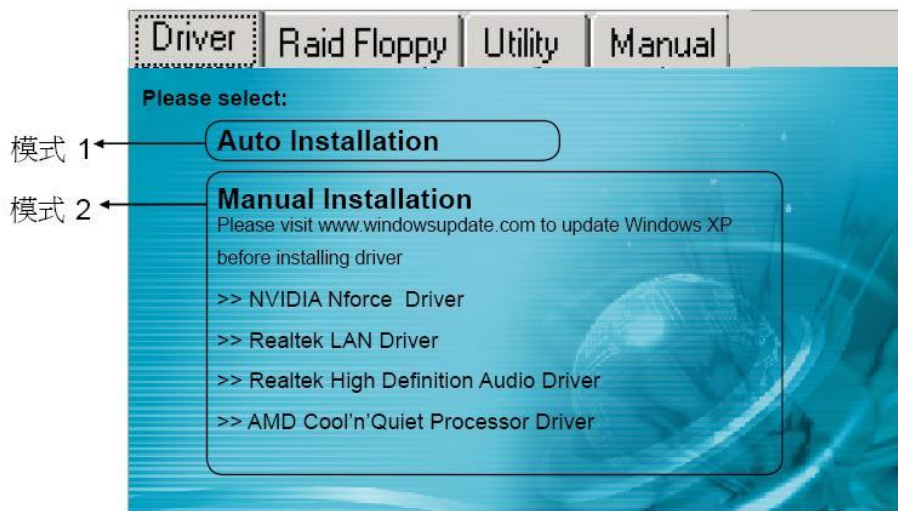 Driver Raid Floppy Utility Manual
Please select:
模式 1
Auto Installation
模式 2
Manual Installation
Please visit www.windowsupdate.com to update Windows XP
before installing driver
>> NVIDIA Nforce Driver
>> Realtek LAN Driver
>> Realtek High Definition Audio Driver
>> AMD Cool’n’Quiet Processor Driver